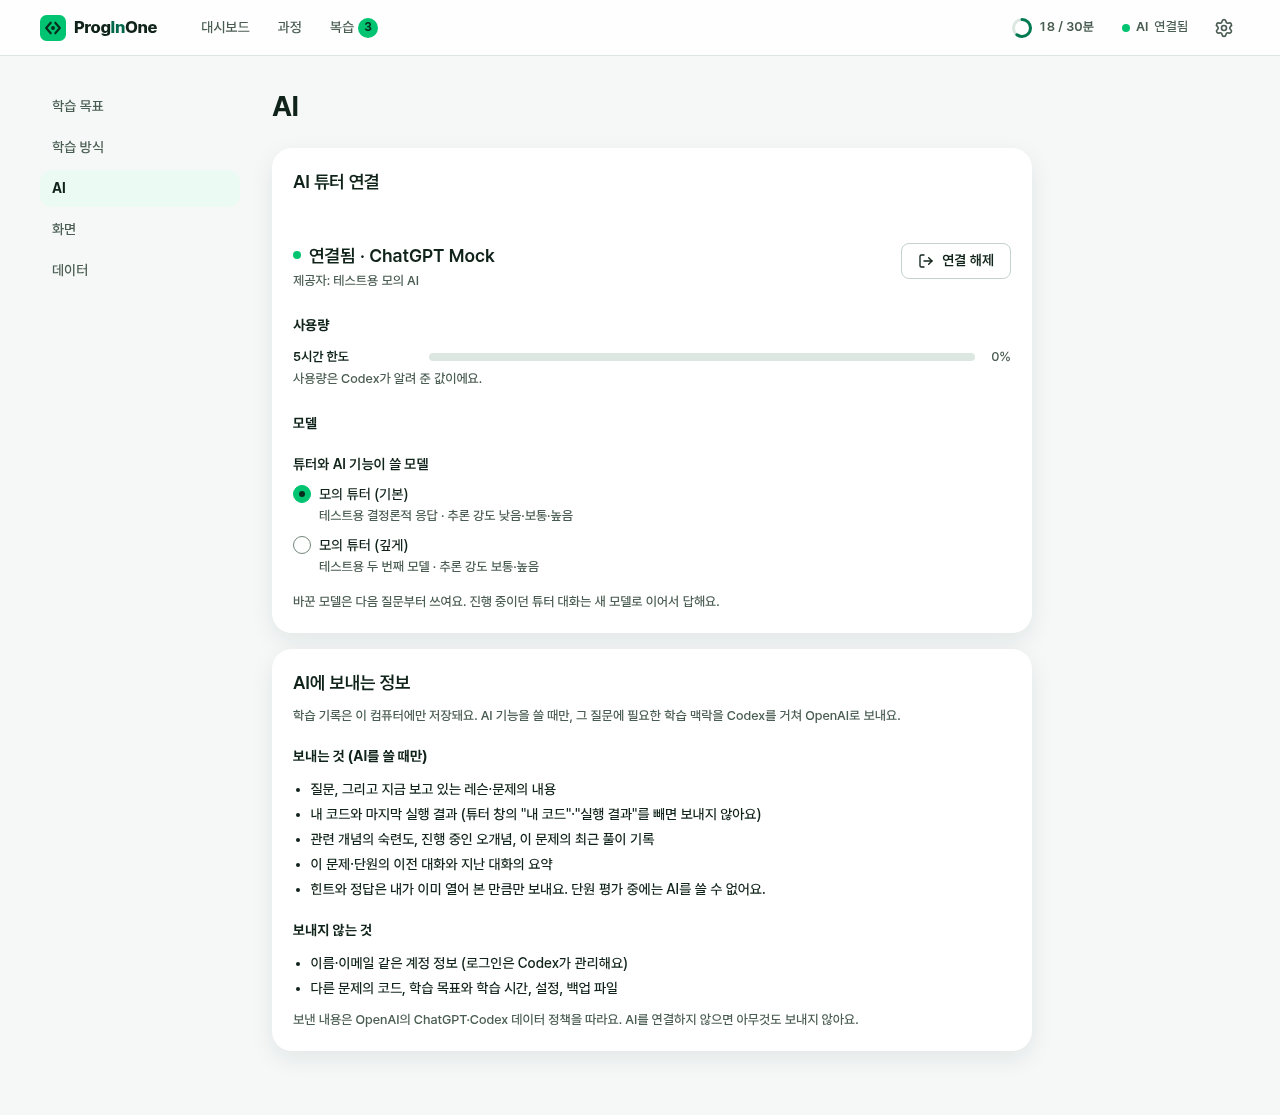 ProgInOne
대시보드
과정
복습 3
18 / 30분
AI 연결됨
학습 목표
학습 방식
AI
화면
데이터
AI
AI 튜터 연결
연결됨 · ChatGPT Mock
제공자: 테스트용 모의 AI
연결 해제
사용량
5시간 한도
0%
사용량은 Codex가 알려 준 값이에요.
모델
튜터와 AI 기능이 쓸 모델
모의 튜터 (기본)
테스트용 결정론적 응답 · 추론 강도 낮음·보통·높음
모의 튜터 (깊게)
테스트용 두 번째 모델 · 추론 강도 보통·높음
바꾼 모델은 다음 질문부터 쓰여요. 진행 중이던 튜터 대화는 새 모델로 이어서 답해요.
AI에 보내는 정보
학습 기록은 이 컴퓨터에만 저장돼요. AI 기능을 쓸 때만, 그 질문에 필요한 학습 맥락을 Codex를 거쳐 OpenAI로 보내요.
보내는 것 (AI를 쓸 때만)
• 질문, 그리고 지금 보고 있는 레슨·문제의 내용
• 내 코드와 마지막 실행 결과 (튜터 창의 "내 코드"·"실행 결과"를 빼면 보내지 않아요)
• 관련 개념의 숙련도, 진행 중인 오개념, 이 문제의 최근 풀이 기록
• 이 문제·단원의 이전 대화와 지난 대화의 요약
• 힌트와 정답은 내가 이미 열어 본 만큼만 보내요. 단원 평가 중에는 AI를 쓸 수 없어요.
보내지 않는 것
• 이름·이메일 같은 계정 정보 (로그인은 Codex가 관리해요)
• 다른 문제의 코드, 학습 목표와 학습 시간, 설정, 백업 파일
보낸 내용은 OpenAI의 ChatGPT·Codex 데이터 정책을 따라요. AI를 연결하지 않으면 아무것도 보내지 않아요.